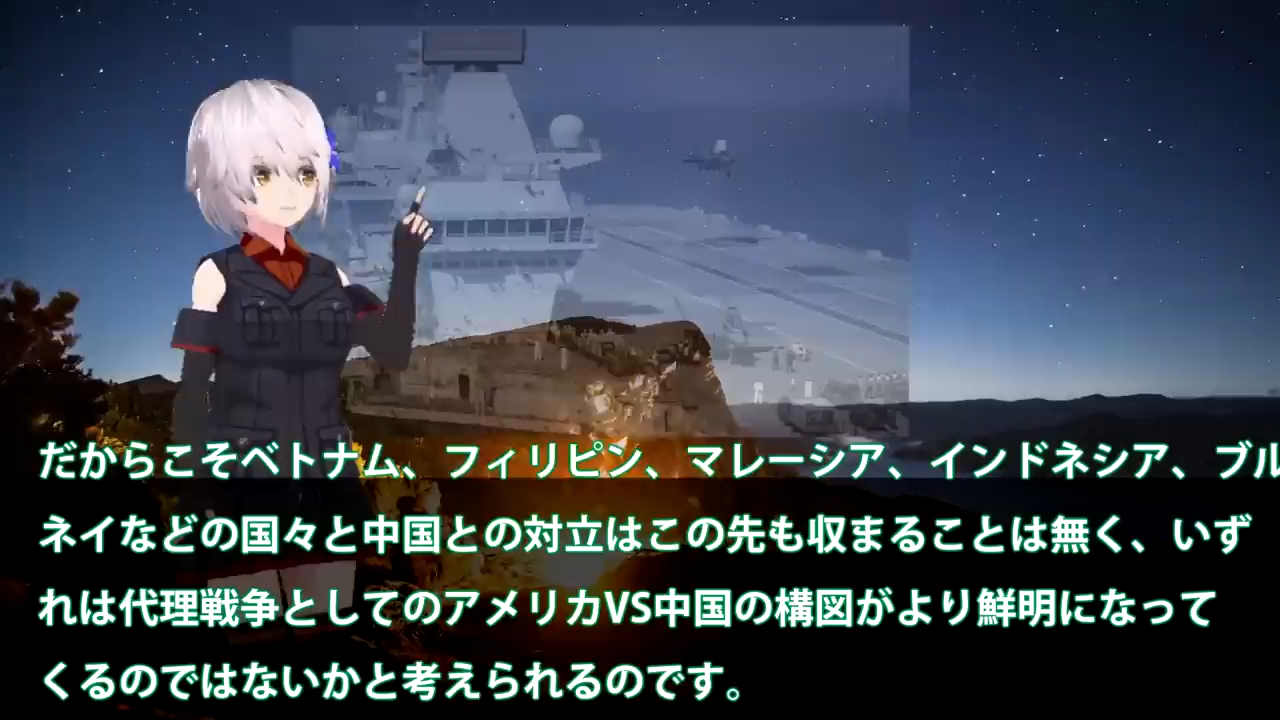 だからこそベトナム、フィリピン、マレーシア、インドネシア、ブル
ネイなどの国々と中国との対立はこの先も収まることは無く、いず
れは代理戦争としてのアメリカVS中国の構図がより鮮明になって
くるのではないかと考えられるのです。